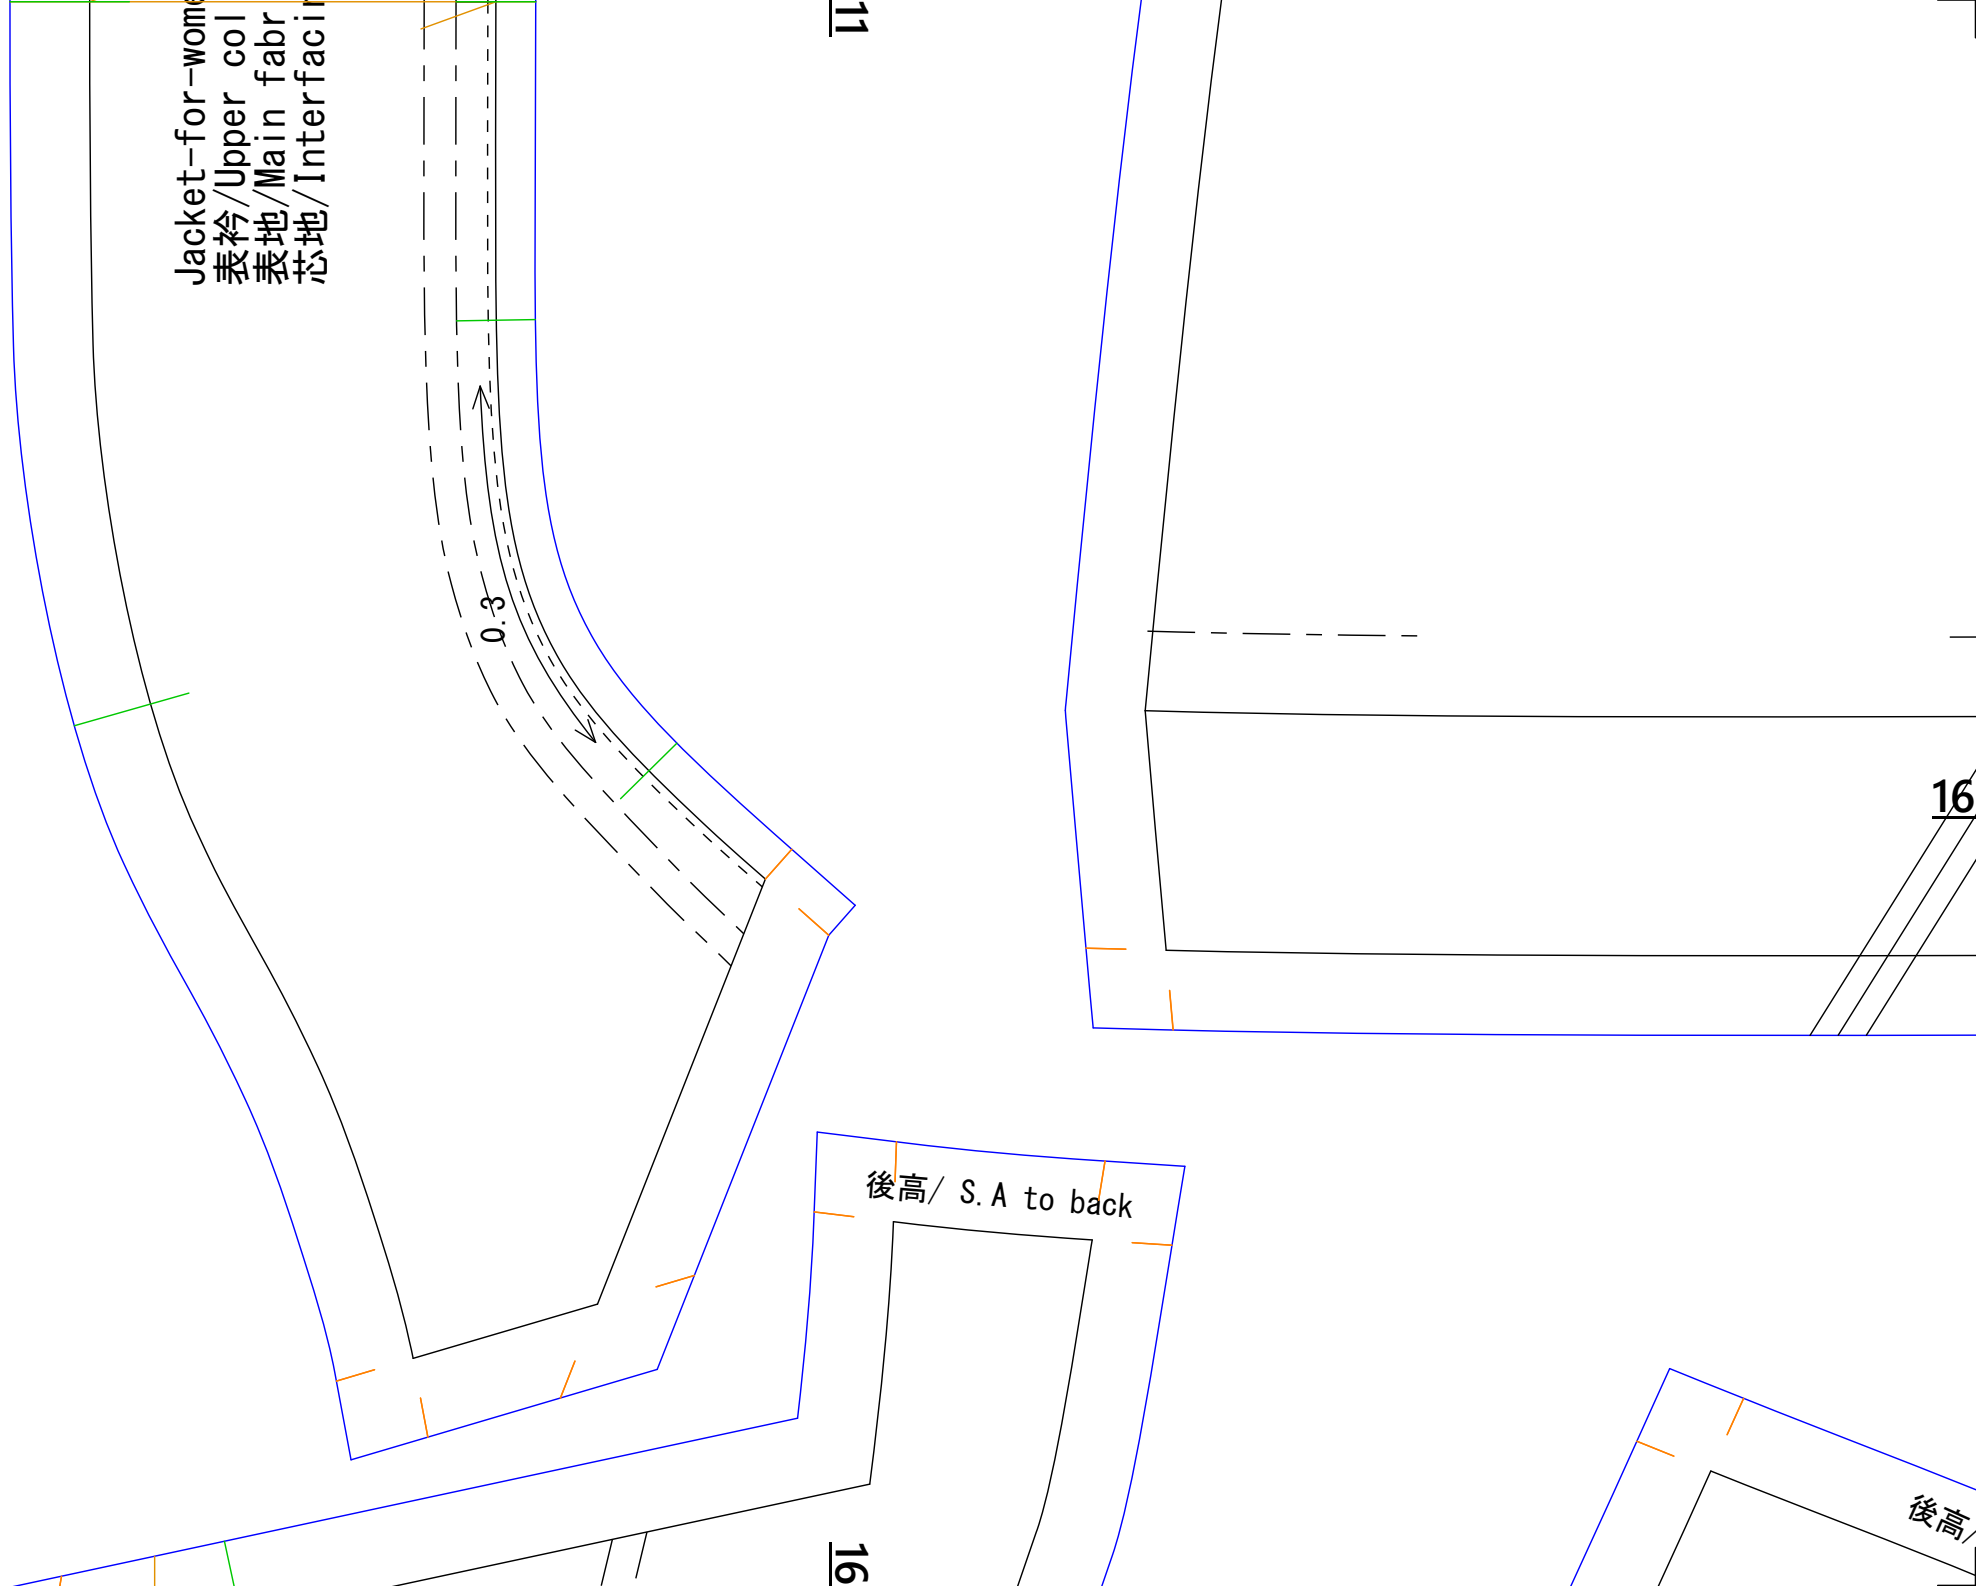 11
Jacket-for-wome
表衿/Upper col
表地/Main fabr
芯地/Interfacin
0.3
16
後高/ S.A to back
後高/
16